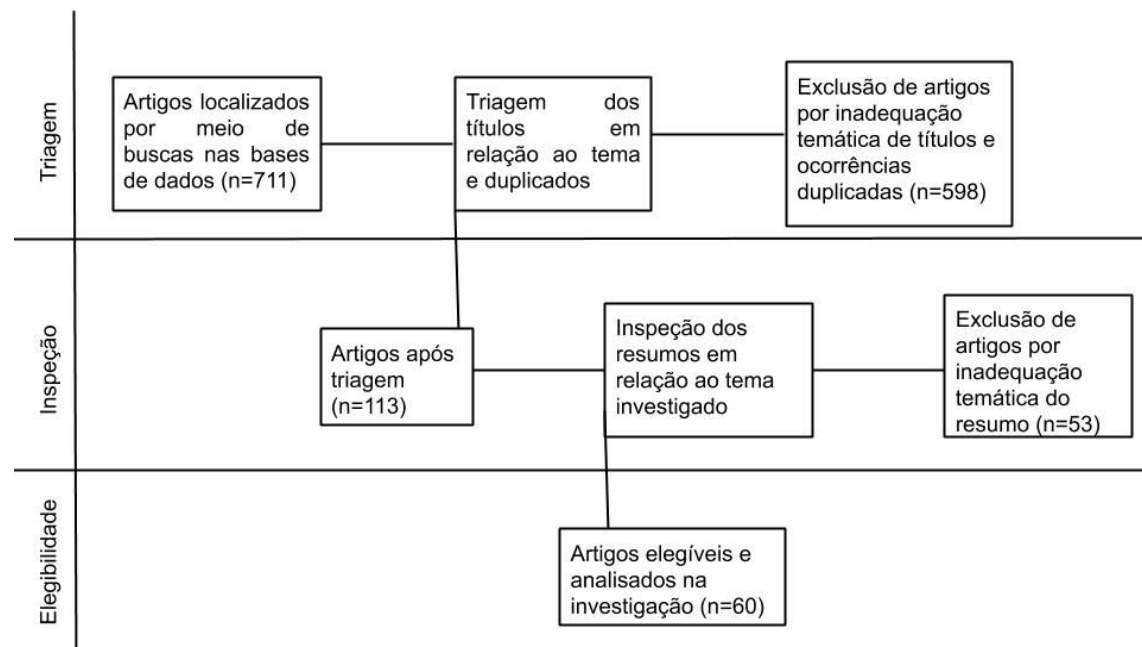 Triagem
Artigos localizados
por meio de
buscas nas bases
de dados (n=711)
Triagem dos
títulos em
relação ao tema
e duplicados
Exclusão de artigos
por inadequação
temática de títulos e
ocorrências
duplicadas (n=598)
Inspeção
Artigos após
triagem
(n=113)
Inspeção dos
resumos em
relação ao tema
investigado
Exclusão de
artigos por
inadequação
temática do
resumo (n=53)
Elegibilidade
Artigos elegíveis e
analisados na
investigação (n=60)